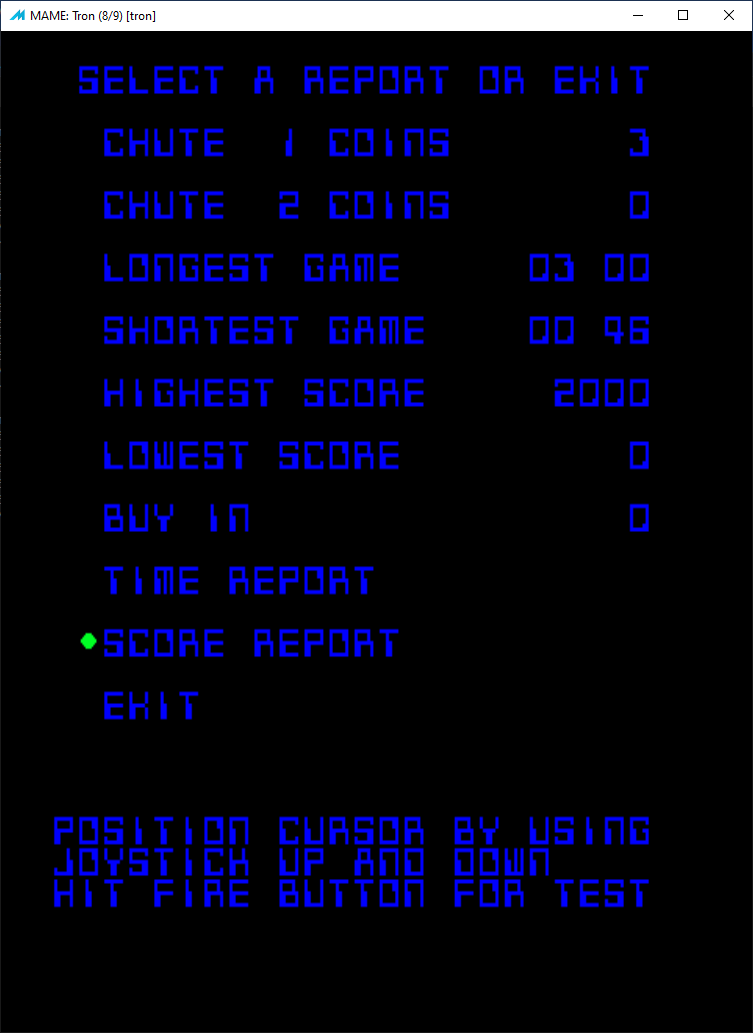 MAME: Tron (8/9) [tron]
SELECT A REPORT OR EXIT
CHUTE 1 COINS 3
CHUTE 2 COINS 0
LONGEST GAME 03 00
SHORTEST GAME 00 46
HIGHEST SCORE 2000
LOWEST SCORE 0
BUY IN 0
TIME REPORT
SCORE REPORT
EXIT
POSITION CURSOR BY USING
JOYSTICK UP AND DOWN
HIT FIRE BUTTON FOR TEST